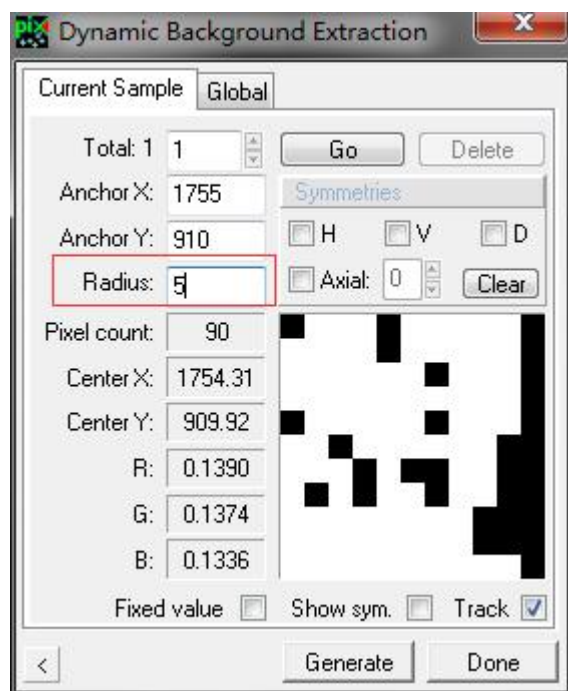 pix Dynamic Background Extraction x
Current Sample Global
Total: 1 1 Go Delete
Anchor X: 1755 Symmetries
Anchor Y: 910 H V D
Radius: 5 Axial: 0 Clear
Pixel count: 90
Center X: 1754.31
Center Y: 909.92
R: 0.1390
G: 0.1374
B: 0.1336
Fixed value Show sym. Track
< Generate Done